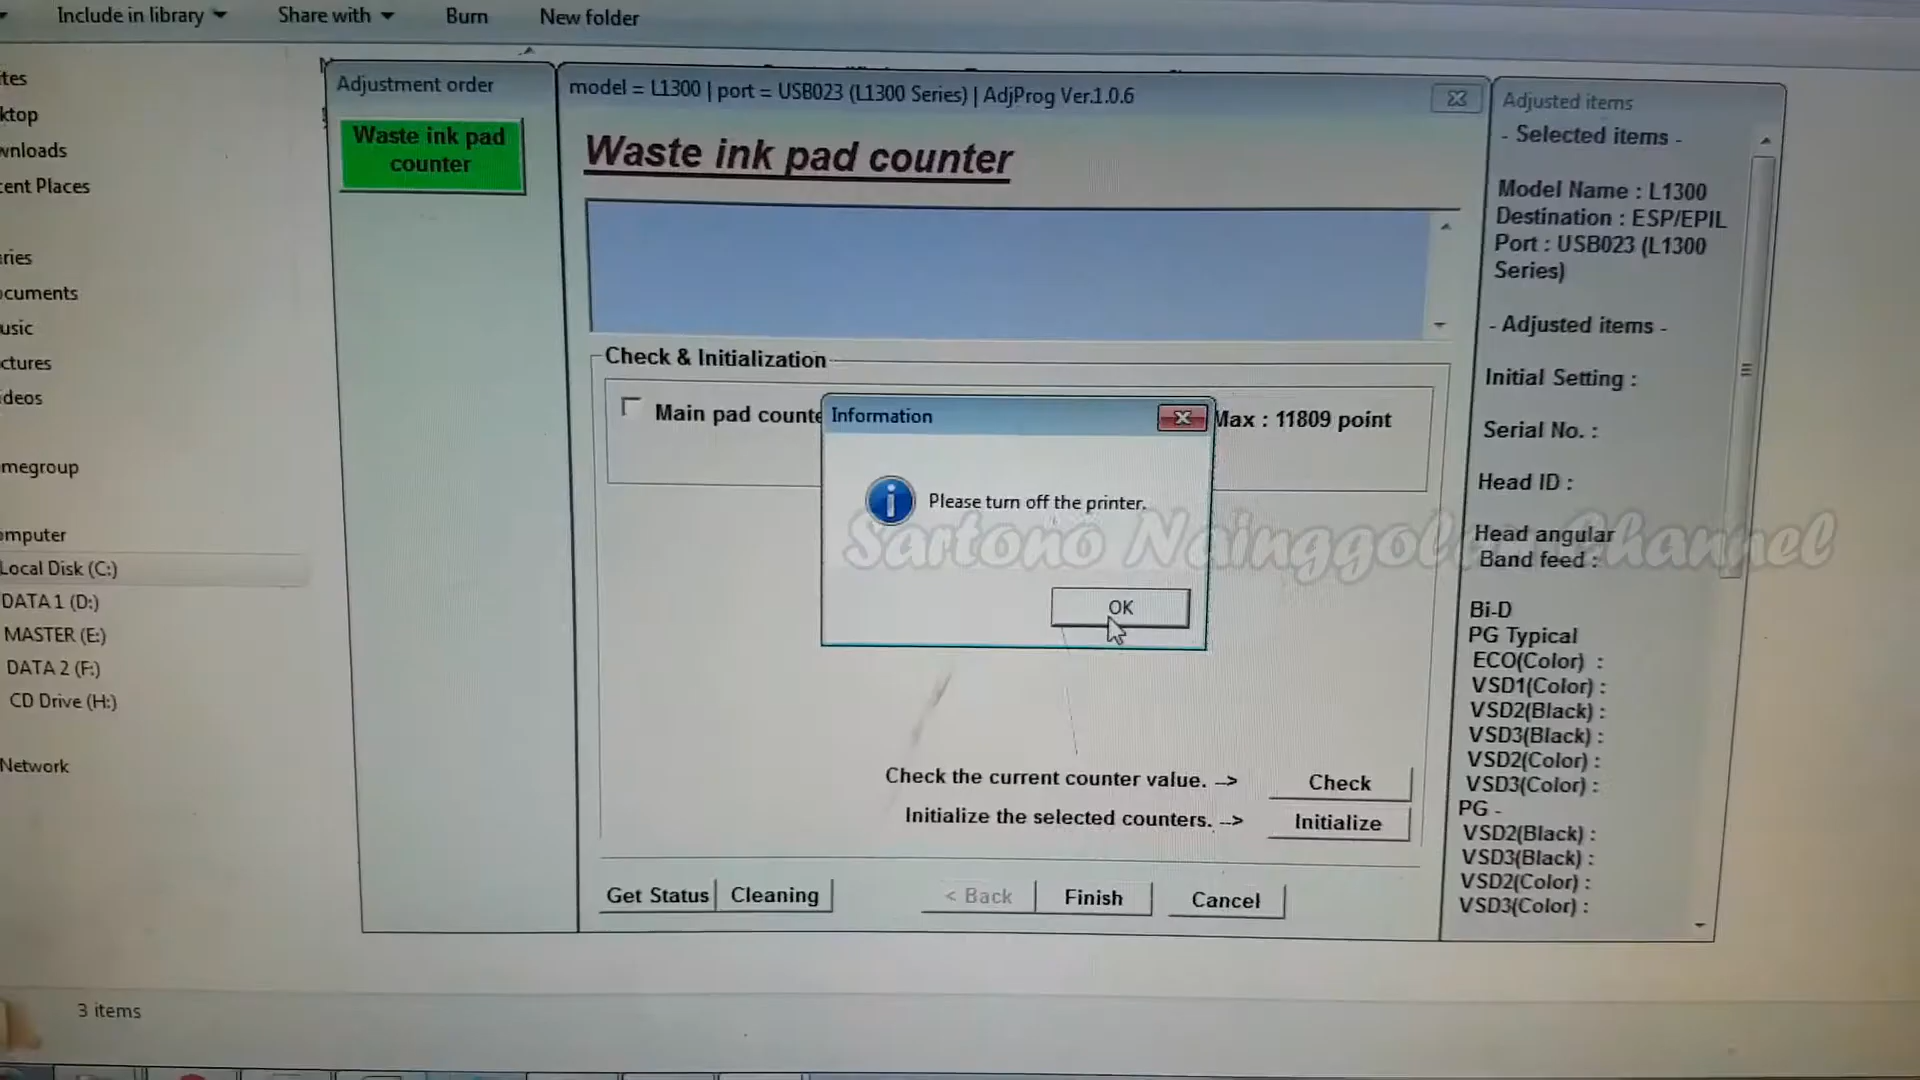 Include in library
Share with
Burn
New folder
Adjustment order
Waste ink pad
counter
model = L1300 | port = USB023 (L1300 Series) | AdjProg Ver.1.0.6
Waste ink pad counter
Check & Initialization
Main pad counte
Max : 11809 point
Information
Please turn off the printer.
OK
Check the current counter value. -->
Check
Initialize the selected counters. -->
Initialize
Get Status
Cleaning
< Back
Finish
Cancel
Adjusted items
- Selected items -
Model Name : L1300
Destination : ESP/EPIL
Port : USB023 (L1300
Series)
- Adjusted items -
Initial Setting :
Serial No. :
Head ID :
Head angular
Band feed :
Bi-D
PG Typical
ECO(Color) :
VSD1(Color) :
VSD2(Black) :
VSD3(Black) :
VSD2(Color) :
VSD3(Color) :
PG -
VSD2(Black) :
VSD3(Black) :
VSD2(Color) :
VSD3(Color) :
ites
ktop
wnloads
cent Places
aries
ocuments
usic
ctures
ideos
megroup
omputer
Local Disk (C:)
DATA 1 (D:)
MASTER (E:)
DATA 2 (F:)
CD Drive (H:)
Network
3 items
Sartono Nainggolan Channel